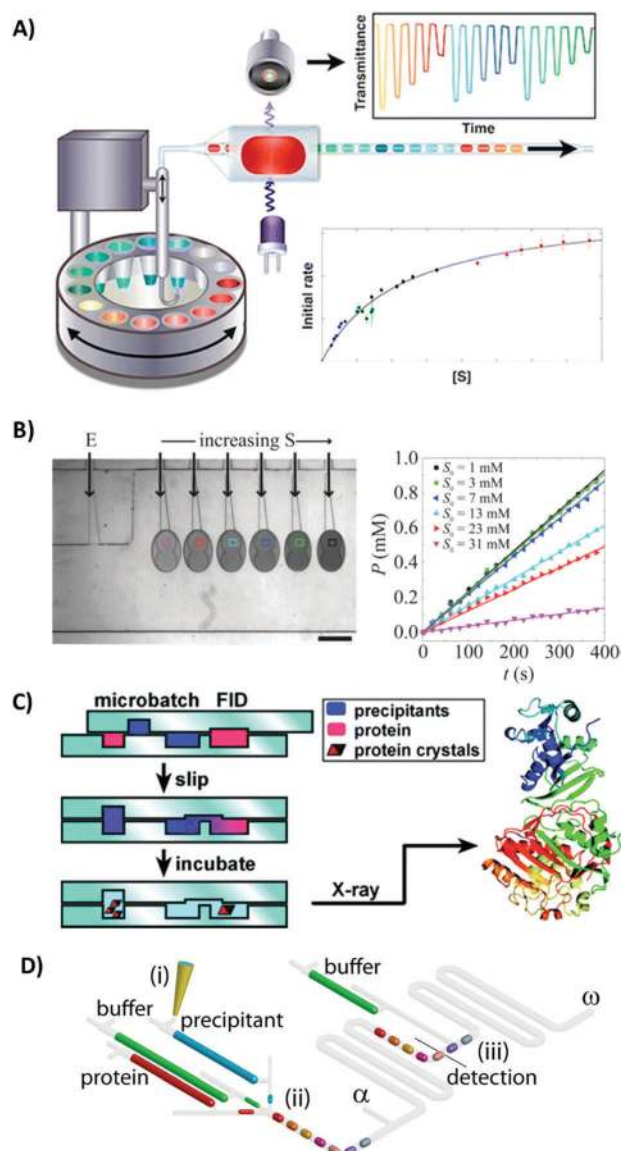 A)
Transmittance
Time
Initial rate
[S]
B)
E
increasing S
P (mM)
1.0
0.8
0.6
0.4
0.2
0.0
S₀ = 1 mM
S₀ = 3 mM
S₀ = 7 mM
S₀ = 13 mM
S₀ = 23 mM
S₀ = 31 mM
0 100 200 300 400
t (s)
C)
microbatch FID
precipitants
protein
protein crystals
slip
incubate
X-ray
D)
(i)
buffer
precipitant
protein
(ii)
buffer
ω
(iii)
detection
α